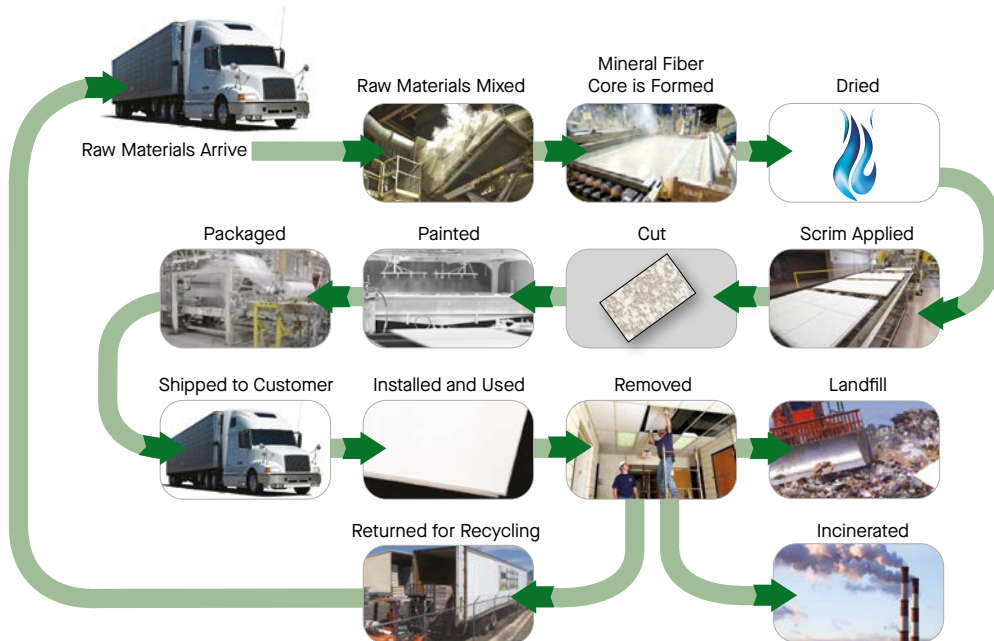 Raw Materials Arrive
Raw Materials Mixed
Mineral Fiber
Core is Formed
Dried
Packaged
Painted
Cut
Scrim Applied
Shipped to Customer
Installed and Used
Removed
Landfill
Returned for Recycling
Incinerated